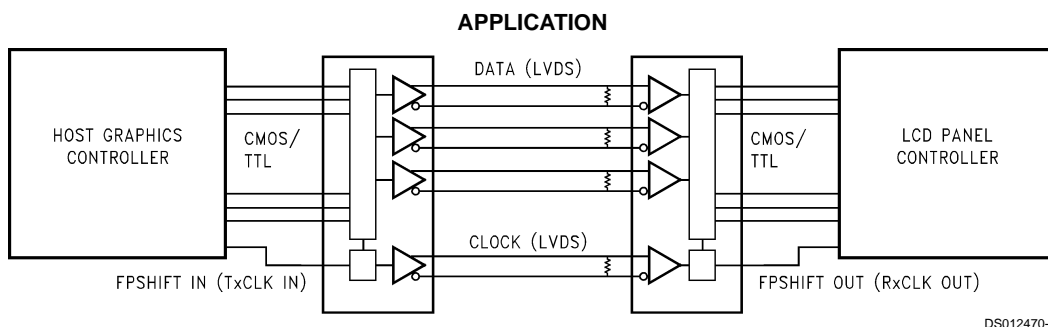 APPLICATION
DATA (LVDS)
HOST GRAPHICS
CONTROLLER
CMOS/
TTL
CMOS/
TTL
LCD PANEL
CONTROLLER
CLOCK (LVDS)
FPSHIFT IN (TxCLK IN)
FPSHIFT OUT (RxCLK OUT)
DS012470-